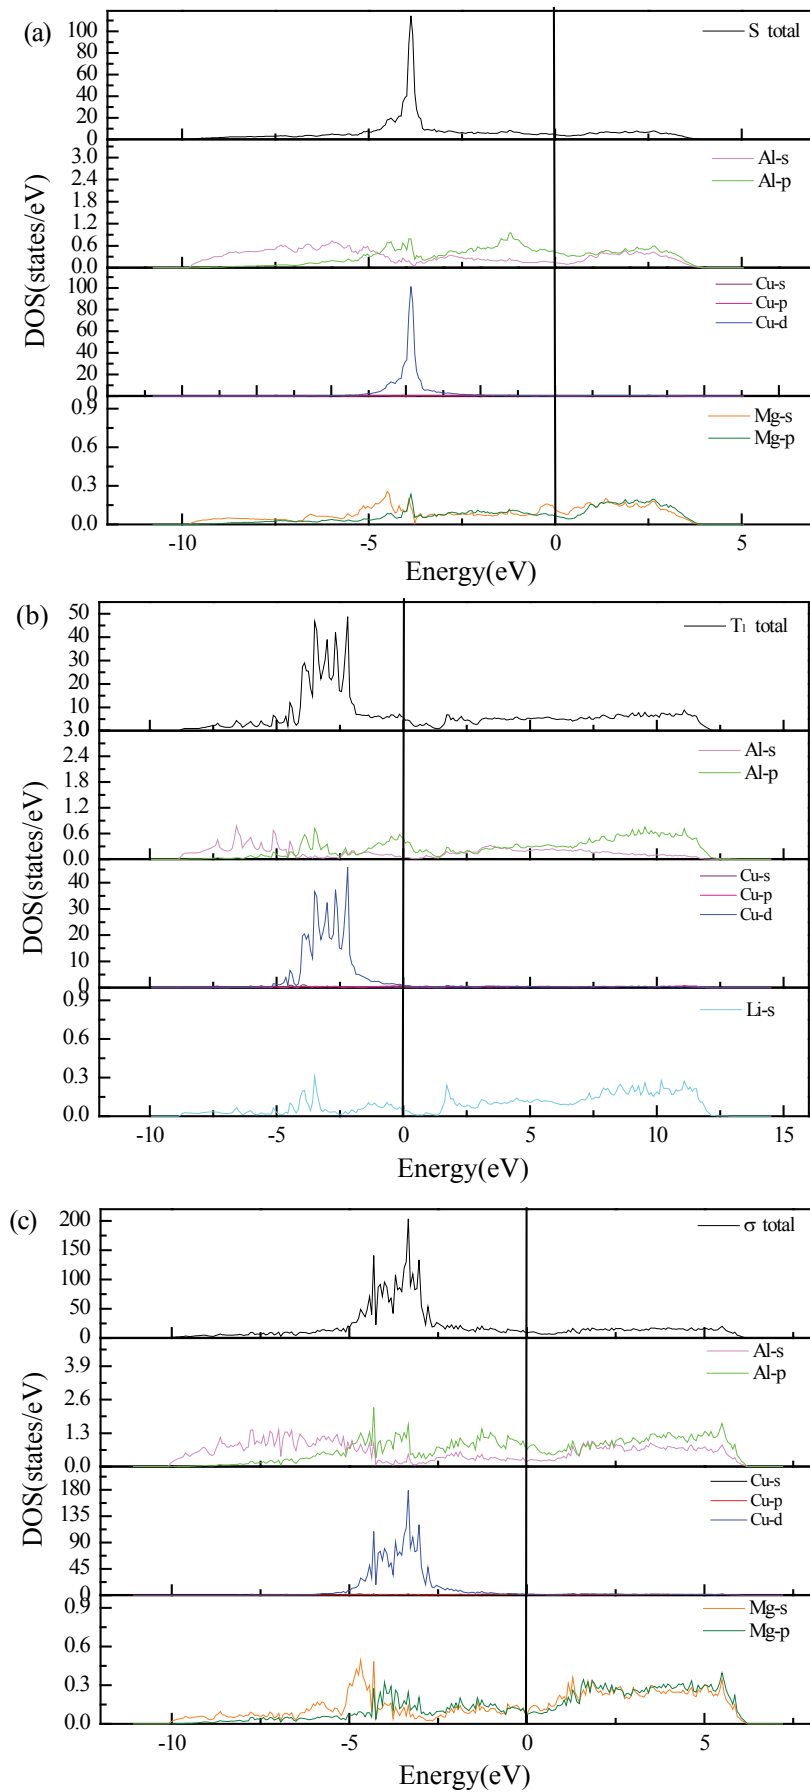 (a)
S total
100
80
60
40
20
0
Al-s
Al-p
3.0
2.4
1.8
1.2
0.6
0.0
DOS(states/eV)
Cu-s
Cu-p
Cu-d
100
80
60
40
20
0
Mg-s
Mg-p
0.9
0.6
0.3
0.0
-10 -5 0 5
Energy(eV)
(b)
T1 total
50
40
30
20
10
3.0
Al-s
Al-p
2.4
1.8
1.2
0.6
0.0
DOS(states/eV)
Cu-s
Cu-p
Cu-d
40
30
20
10
0
Li-s
0.9
0.6
0.3
0.0
-10 -5 0 5 10 15
Energy(eV)
(c)
σ total
200
150
100
50
0
Al-s
Al-p
3.9
2.6
1.3
0.0
DOS(states/eV)
Cu-s
Cu-p
Cu-d
180
135
90
45
0
Mg-s
Mg-p
0.9
0.6
0.3
0.0
-10 -5 0 5
Energy(eV)